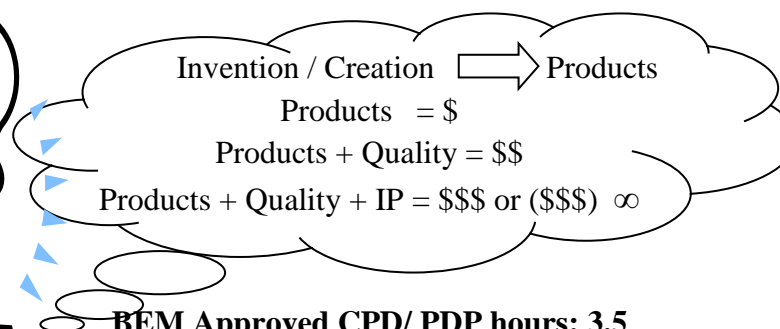 Invention / Creation Products
Products = $
Products + Quality = $$
Products + Quality + IP = $$$ or ($$$) ∞
BEM Approved CPD/ PDP hours: 3.5